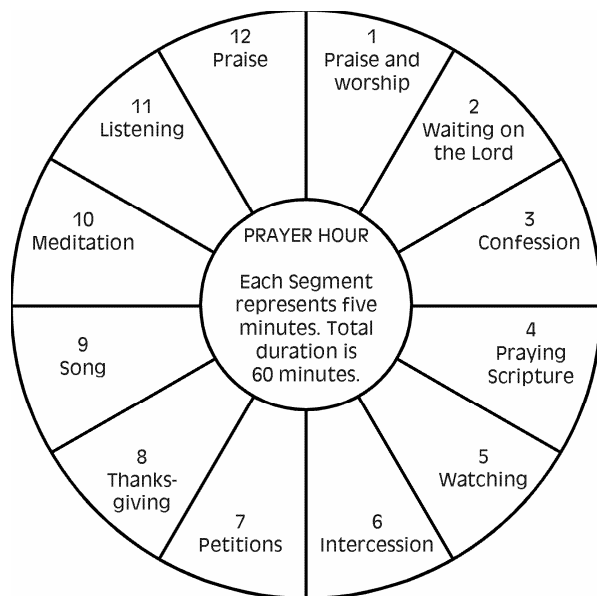 12
Praise
1
Praise and
worship
11
Listening
2
Waiting on
the Lord
10
Meditation
3
Confession
PRAYER HOUR
Each Segment
represents five
minutes. Total
duration is
60 minutes.
9
Song
4
Praying
Scripture
8
Thanks-
giving
5
Watching
7
Petitions
6
Intercession